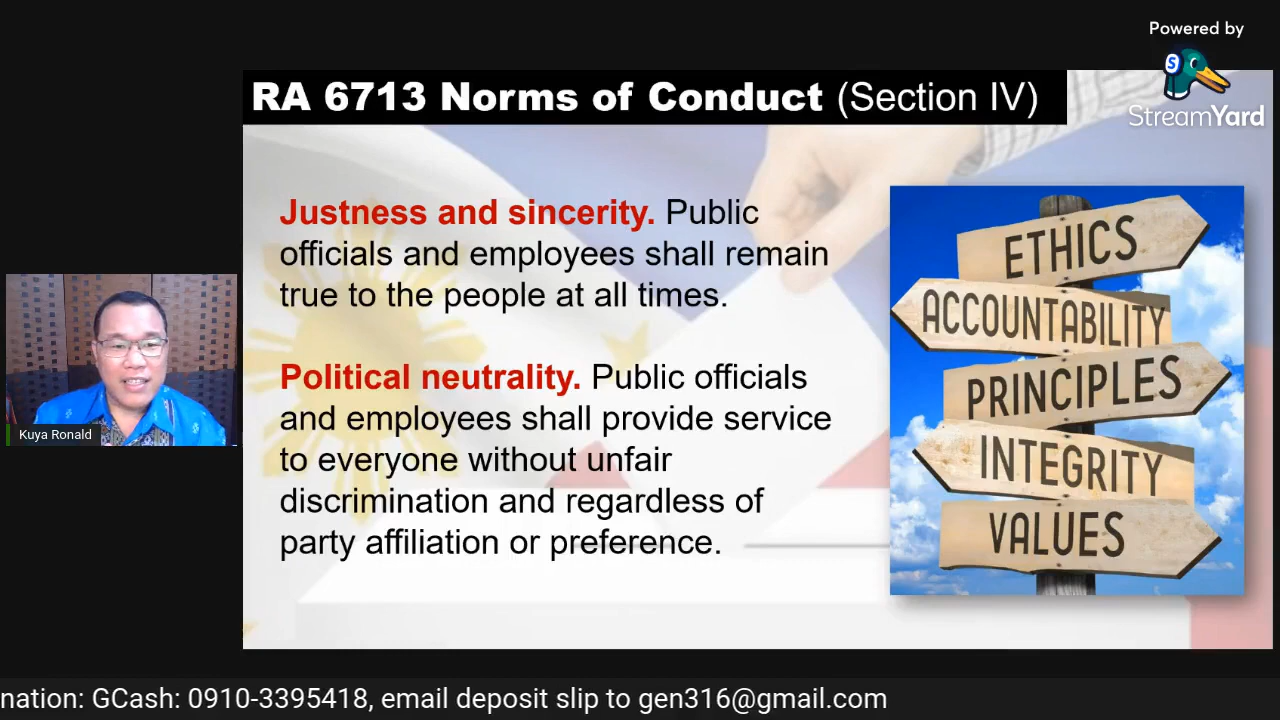 Powered by
StreamYard
RA 6713 Norms of Conduct (Section IV)
Justness and sincerity. Public
officials and employees shall remain
true to the people at all times.
Political neutrality. Public officials
and employees shall provide service
to everyone without unfair
discrimination and regardless of
party affiliation or preference.
ETHICS
ACCOUNTABILITY
PRINCIPLES
INTEGRITY
VALUES
Kuya Ronald
nation: GCash: 0910-3395418, email deposit slip to gen316@gmail.com